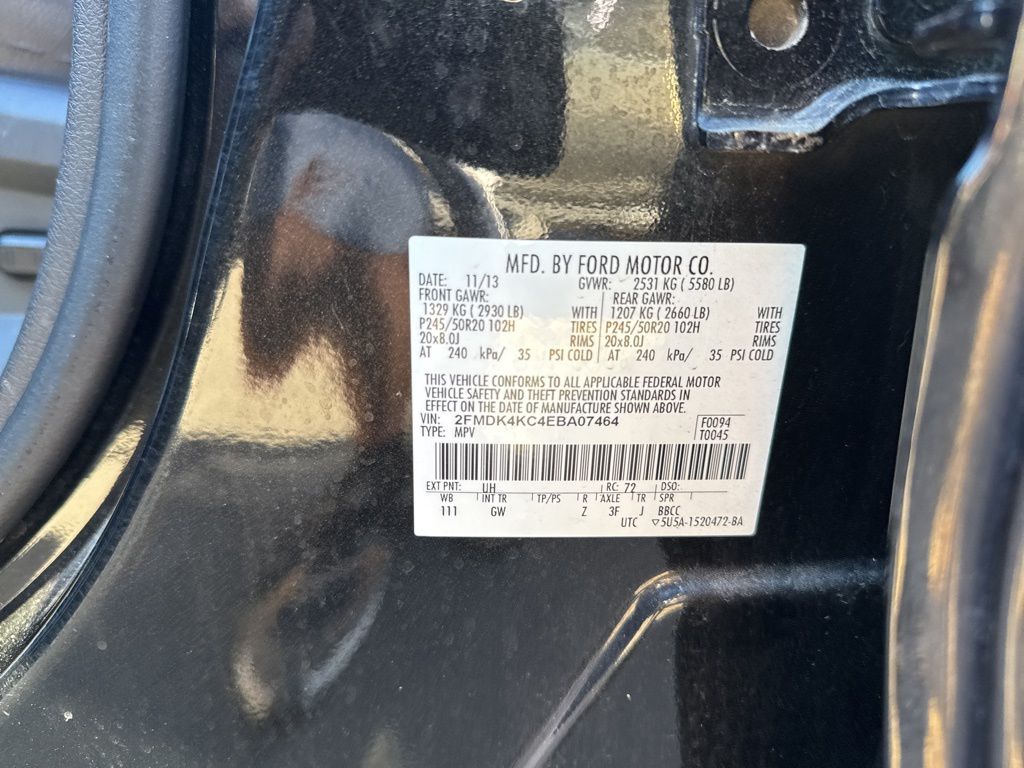 MFD. BY FORD MOTOR CO.
DATE: 11/13 GVWR: 2531 KG ( 5580 LB)
FRONT GAWR: REAR GAWR:
1329 KG ( 2930 LB) WITH 1207 KG ( 2660 LB) WITH
P245/50R20 102H TIRES P245/50R20 102H TIRES
20x8.0J RIMS 20x8.0J RIMS
AT 240 kPa/ 35 PSI COLD AT 240 kPa/ 35 PSI COLD
THIS VEHICLE CONFORMS TO ALL APPLICABLE FEDERAL MOTOR
VEHICLE SAFETY AND THEFT PREVENTION STANDARDS IN
EFFECT ON THE DATE OF MANUFACTURE SHOWN ABOVE.
VIN: 2FMDK4KC4EBA07464 F0094
TYPE: MPV T0045
EXT PNT: UH RC: 72 DSO:
WB INT TR TP/PS R AXLE TR SPR
111 GW Z 3F J BBCC
UTC ▽5U5A-1520472-BA